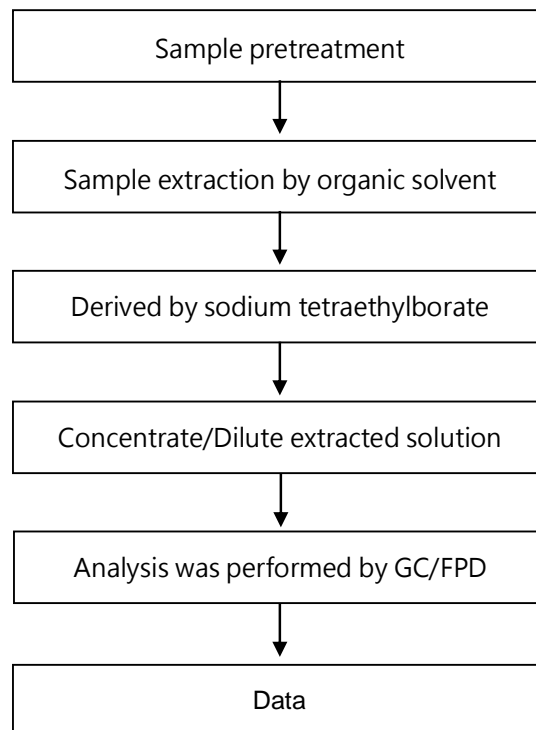 Sample pretreatment
Sample extraction by organic solvent
Derived by sodium tetraethylborate
Concentrate/Dilute extracted solution
Analysis was performed by GC/FPD
Data